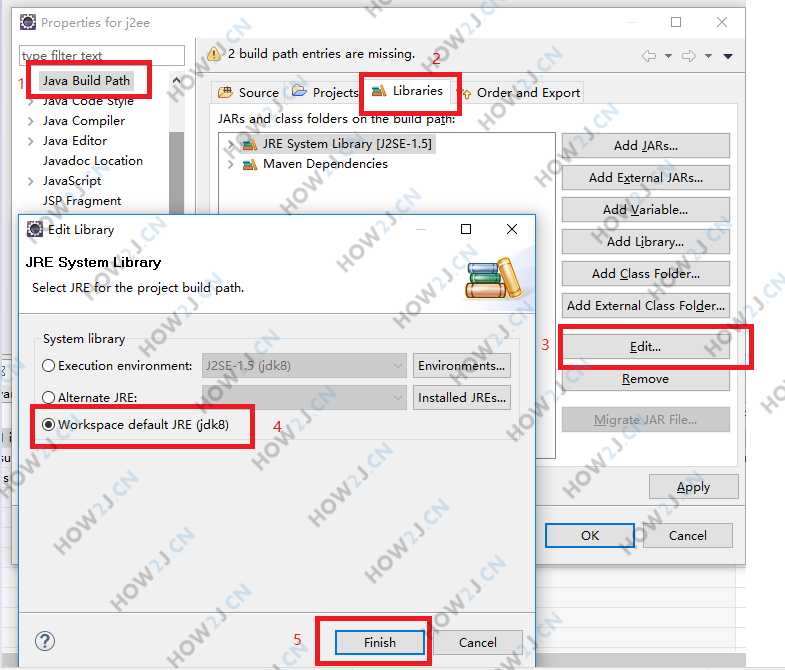 Properties for j2ee
type filter text
2 build path entries are missing.
1
Java Build Path
Java Code Style
Java Compiler
Java Editor
Javadoc Location
JavaScript
JSP Fragment
2
Source
Projects
Libraries
Order and Export
JARs and class folders on the build path:
JRE System Library [J2SE-1.5]
Maven Dependencies
Add JARs...
Add External JARs...
Add Variable...
Add Library...
Add Class Folder...
Add External Class Folder...
3
Edit...
Remove
Migrate JAR File...
Apply
OK
Cancel
Edit Library
JRE System Library
Select JRE for the project build path.
System library
Execution environment:
J2SE-1.5 (jdk8)
Environments...
Alternate JRE:
Installed JREs...
Workspace default JRE (jdk8)
4
5
Finish
Cancel
HOW2J.CN